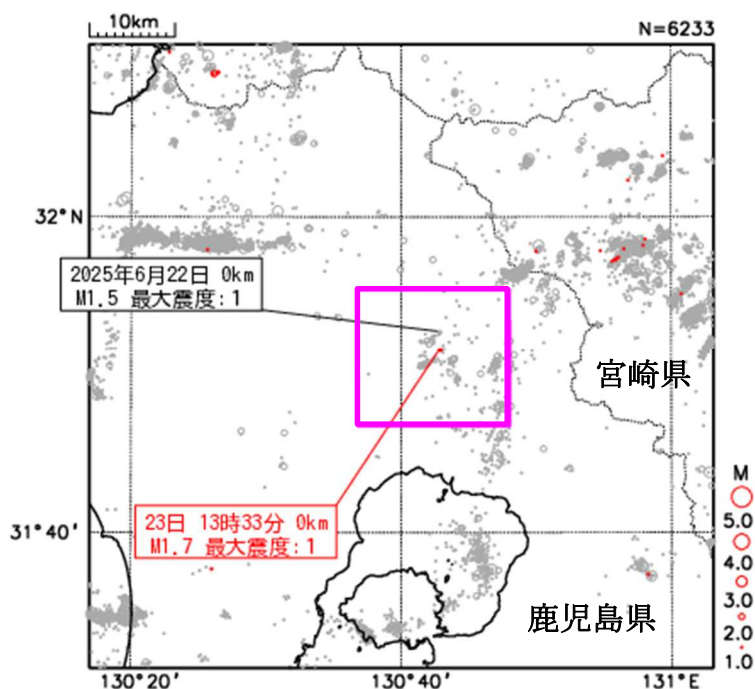 10km
N=6233
32°N
2025年6月22日 0km
M1.5 最大震度:1
宮崎県
23日 13時33分 0km
M1.7 最大震度:1
31°40′
鹿児島県
M
5.0
4.0
3.0
2.0
1.0
130°20′
130°40′
131°E